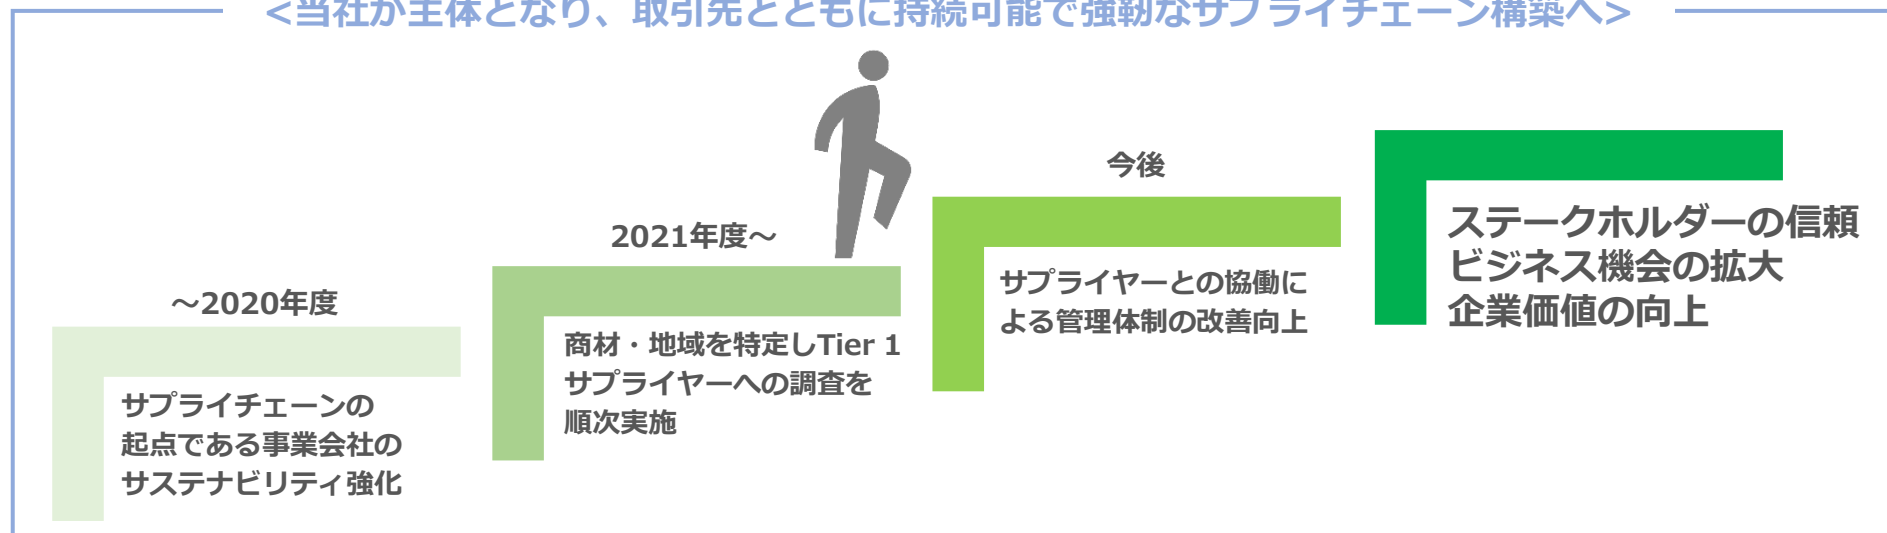 <当社が主体となり、取引先とともに持続可能で強靭なサプライチェーン構築へ>
～2020年度
サプライチェーンの
起点である事業会社の
サステナビリティ強化
2021年度～
商材・地域を特定しTier 1
サプライヤーへの調査を
順次実施
今後
サプライヤーとの協働に
よる管理体制の改善向上
ステークホルダーの信頼
ビジネス機会の拡大
企業価値の向上